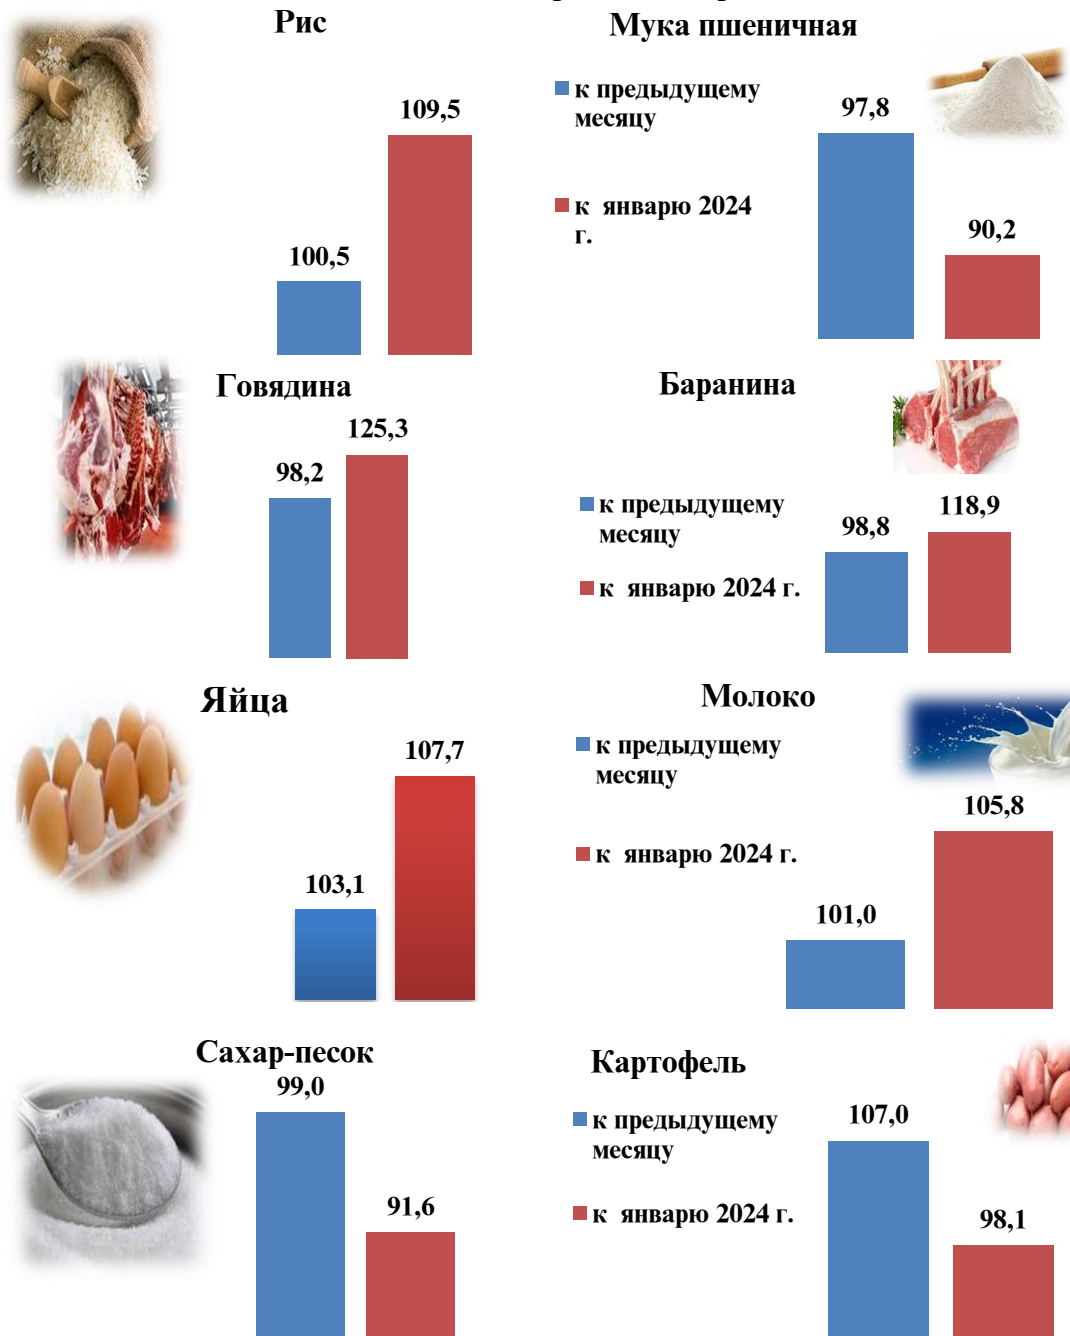 Рис
109,5
100,5
Мука пшеничная
к предыдущему
месяцу
к январю 2024
г.
97,8
90,2
Говядина
125,3
98,2
Баранина
к предыдущему
месяцу
к январю 2024 г.
98,8
118,9
Яйца
107,7
103,1
Молоко
к предыдущему
месяцу
к январю 2024 г.
105,8
101,0
Сахар-песок
99,0
91,6
Картофель
к предыдущему
месяцу
к январю 2024 г.
107,0
98,1